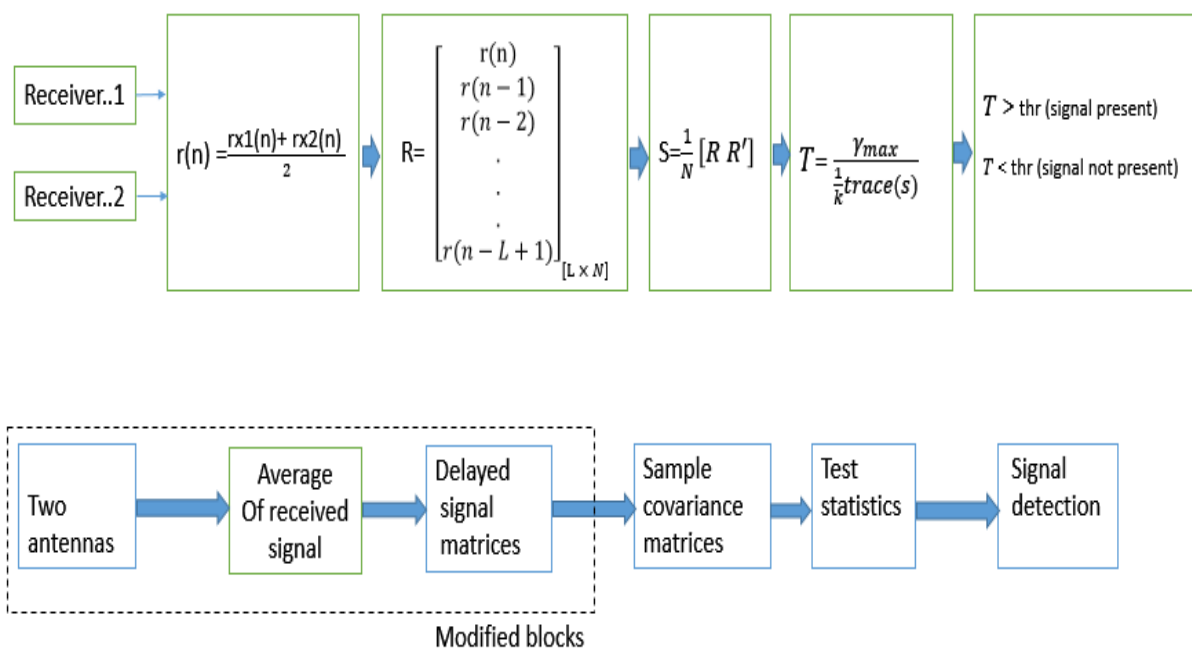 Receiver..1
Receiver..2
r(n) = rx1(n)+ rx2(n) / 2
R=
r(n)
r(n − 1)
r(n − 2)
.
.
.
r(n − L + 1)
[L × N]
S= 1/N [R R′]
T = γmax / 1/k trace(s)
T > thr (signal present)
T < thr (signal not present)
Two
antennas
Average
Of received
signal
Delayed
signal
matrices
Sample
covariance
matrices
Test
statistics
Signal
detection
Modified blocks